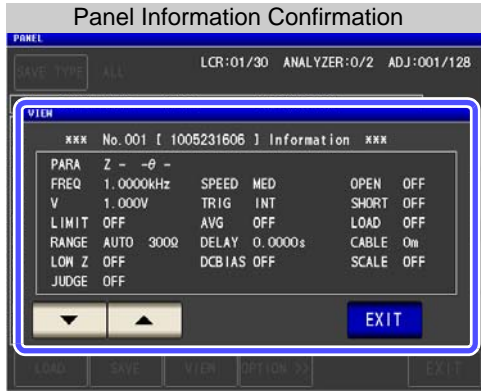 Panel Information Confirmation
PANEL
SAVE TYPE ALL LCR:01/30 ANALYZER:0/2 ADJ:001/128
VIEW
*** No.001 [ 1005231606 ] Information ***
PARA Z - -θ -
FREQ 1.0000kHz SPEED MED OPEN OFF
V 1.000V TRIG INT SHORT OFF
LIMIT OFF AVG OFF LOAD OFF
RANGE AUTO 300Ω DELAY 0.0000s CABLE 0m
LOW Z OFF DCBIAS OFF SCALE OFF
JUDGE OFF
EXIT
LOAD SAVE VIEW OPTION >> EXIT